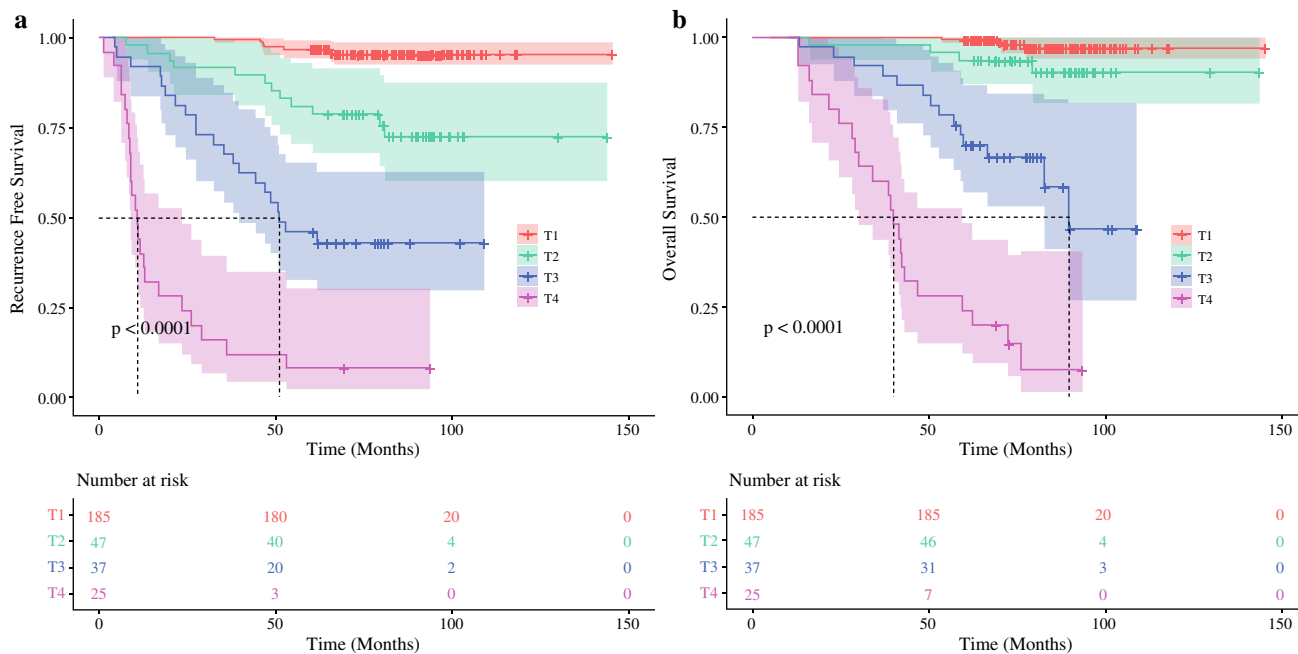 a
Recurrence Free Survival
1.00
0.75
0.50
0.25
0.00
p < 0.0001
T1
T2
T3
T4
0 50 100 150
Time (Months)
Number at risk
T1 185 180 20 0
T2 47 40 4 0
T3 37 20 2 0
T4 25 3 0 0
0 50 100 150
Time (Months)
b
Overall Survival
1.00
0.75
0.50
0.25
0.00
p < 0.0001
T1
T2
T3
T4
0 50 100 150
Time (Months)
Number at risk
T1 185 185 20 0
T2 47 46 4 0
T3 37 31 3 0
T4 25 7 0 0
0 50 100 150
Time (Months)